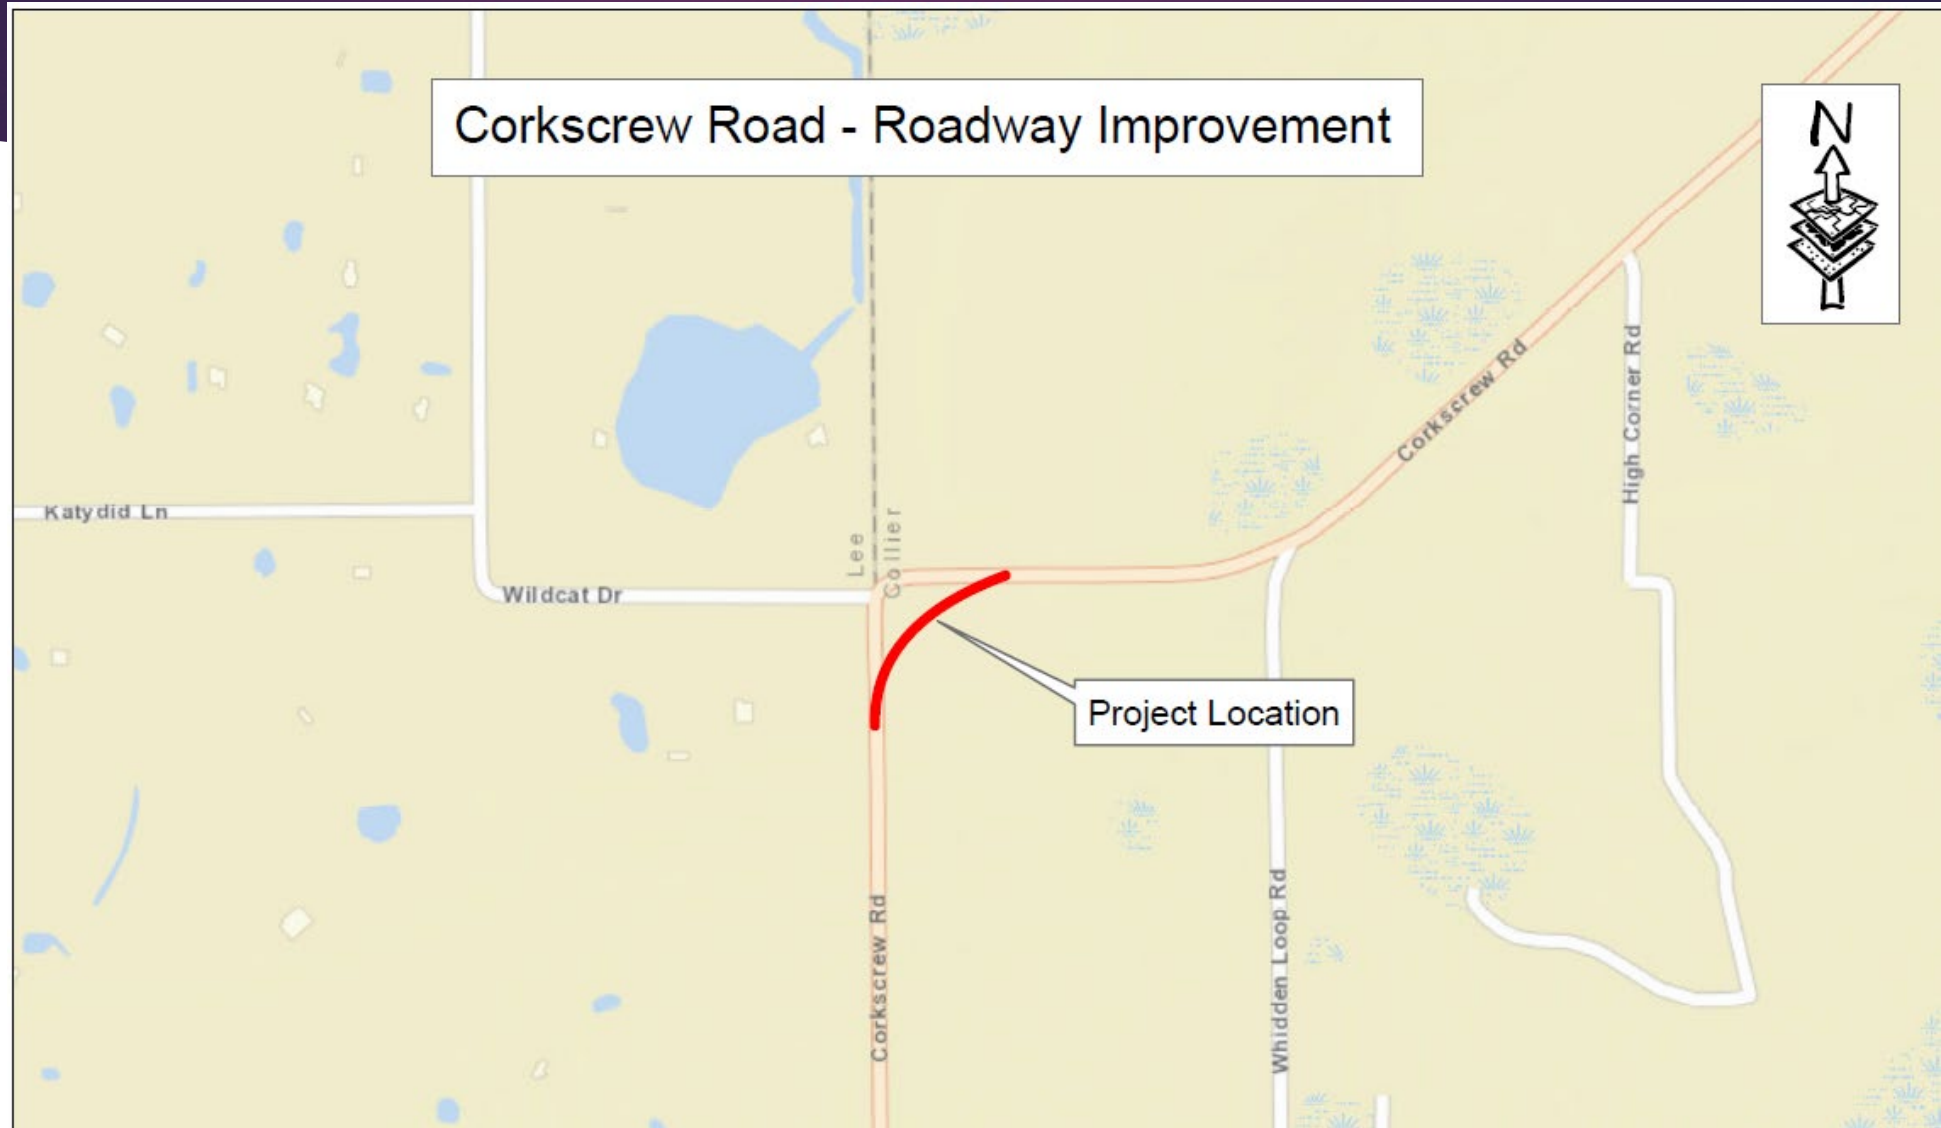 Corkscrew Road - Roadway Improvement
N
High Corner Rd
Corkscrew Rd
Katydid Ln
Lee
Collier
Wildcat Dr
Project Location
Corkscrew Rd
Whidden Loop Rd